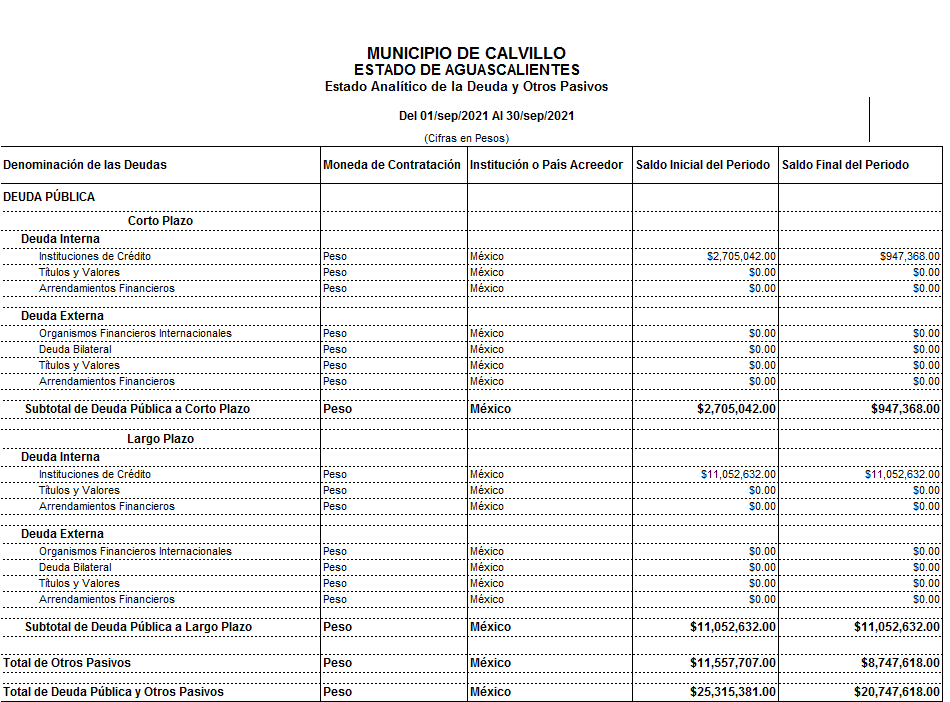 MUNICIPIO DE CALVILLO
ESTADO DE AGUASCALIENTES
Estado Analítico de la Deuda y Otros Pasivos
Del 01/sep/2021 Al 30/sep/2021
(Cifras en Pesos)
Denominación de las Deudas Moneda de Contratación Institución o País Acreedor Saldo Inicial del Periodo Saldo Final del Periodo
DEUDA PÚBLICA
Corto Plazo
Deuda Interna
Instituciones de Crédito Peso México $2,705,042.00 $947,368.00
Títulos y Valores Peso México $0.00 $0.00
Arrendamientos Financieros Peso México $0.00 $0.00
Deuda Externa
Organismos Financieros Internacionales Peso México $0.00 $0.00
Deuda Bilateral Peso México $0.00 $0.00
Títulos y Valores Peso México $0.00 $0.00
Arrendamientos Financieros Peso México $0.00 $0.00
Subtotal de Deuda Pública a Corto Plazo Peso México $2,705,042.00 $947,368.00
Largo Plazo
Deuda Interna
Instituciones de Crédito Peso México $11,052,632.00 $11,052,632.00
Títulos y Valores Peso México $0.00 $0.00
Arrendamientos Financieros Peso México $0.00 $0.00
Deuda Externa
Organismos Financieros Internacionales Peso México $0.00 $0.00
Deuda Bilateral Peso México $0.00 $0.00
Títulos y Valores Peso México $0.00 $0.00
Arrendamientos Financieros Peso México $0.00 $0.00
Subtotal de Deuda Pública a Largo Plazo Peso México $11,052,632.00 $11,052,632.00
Total de Otros Pasivos Peso México $11,557,707.00 $8,747,618.00
Total de Deuda Pública y Otros Pasivos Peso México $25,315,381.00 $20,747,618.00